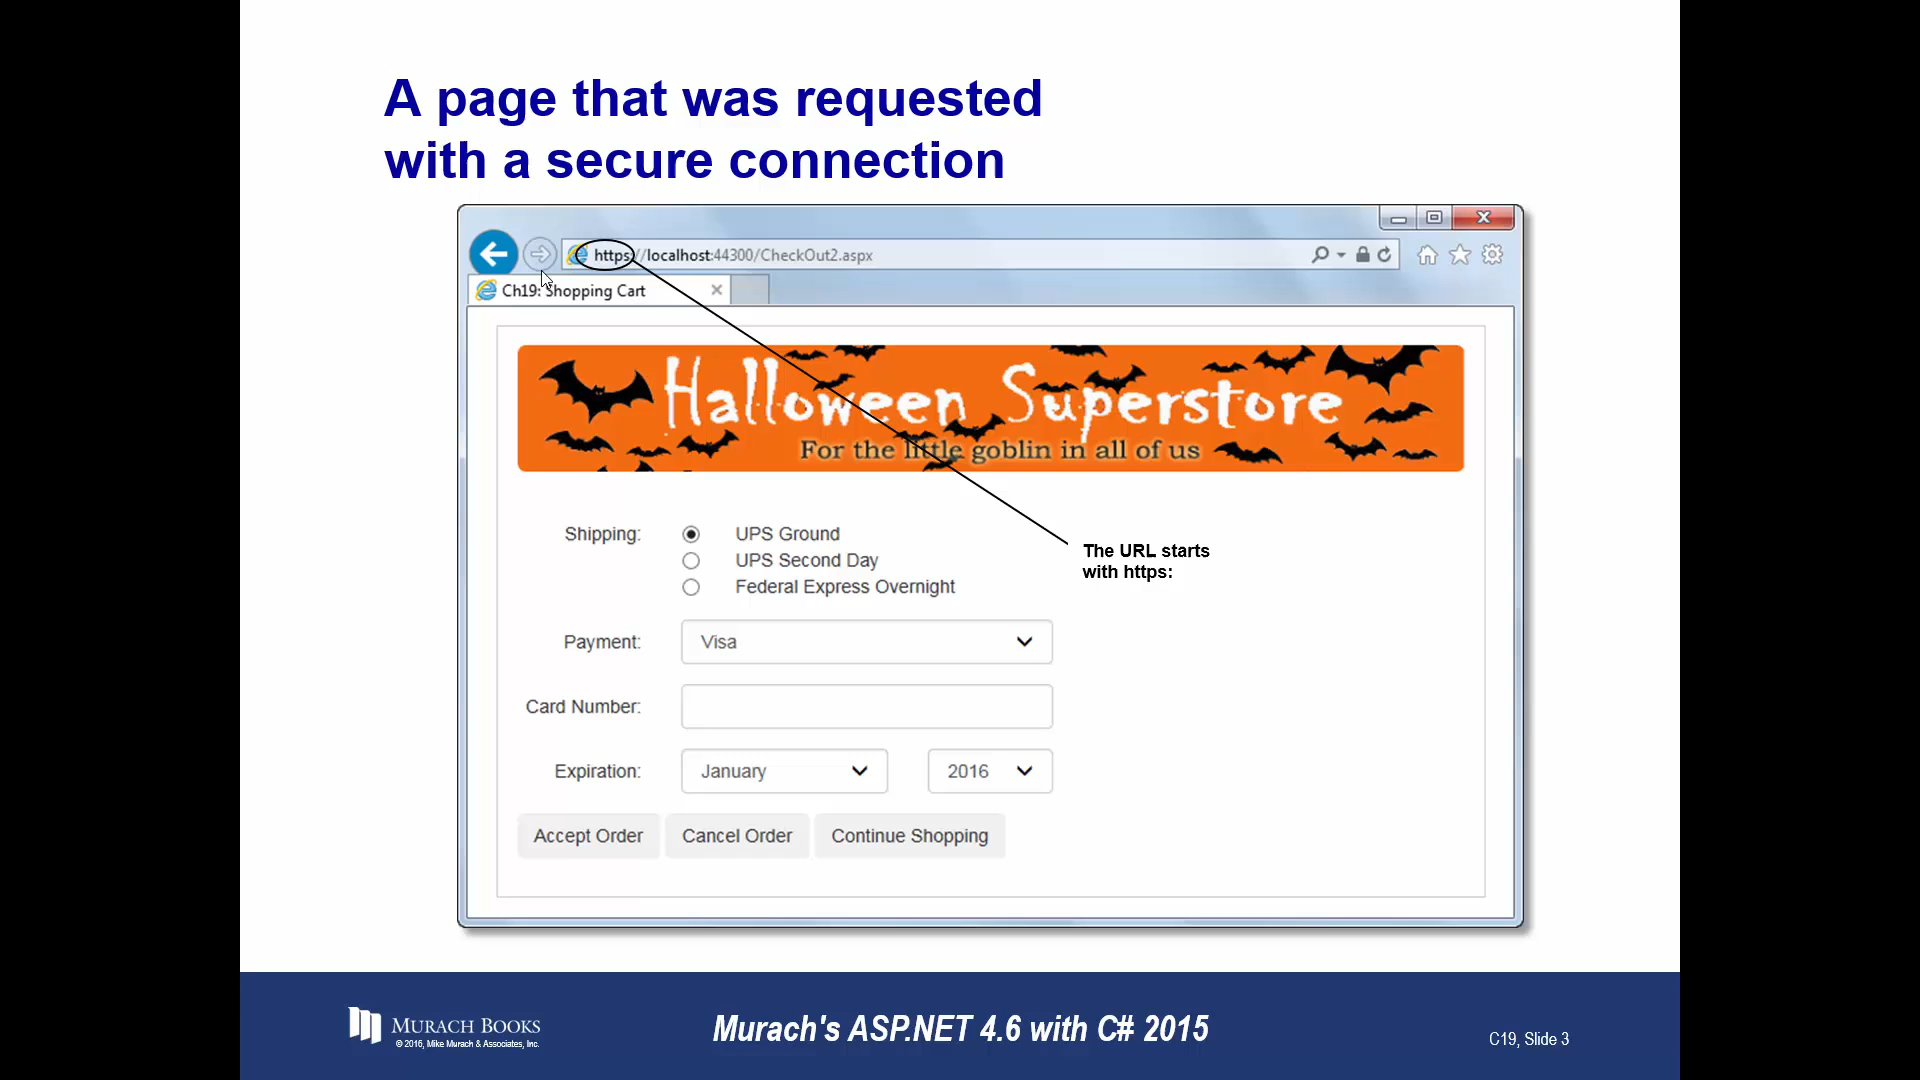 A page that was requested
with a secure connection
https://localhost:44300/CheckOut2.aspx
Ch19: Shopping Cart
Halloween Superstore
For the little goblin in all of us
Shipping:
UPS Ground
UPS Second Day
Federal Express Overnight
The URL starts
with https:
Payment:
Visa
Card Number:
Expiration:
January
2016
Accept Order
Cancel Order
Continue Shopping
MURACH BOOKS
© 2016, Mike Murach & Associates, Inc.
Murach's ASP.NET 4.6 with C# 2015
C19, Slide 3